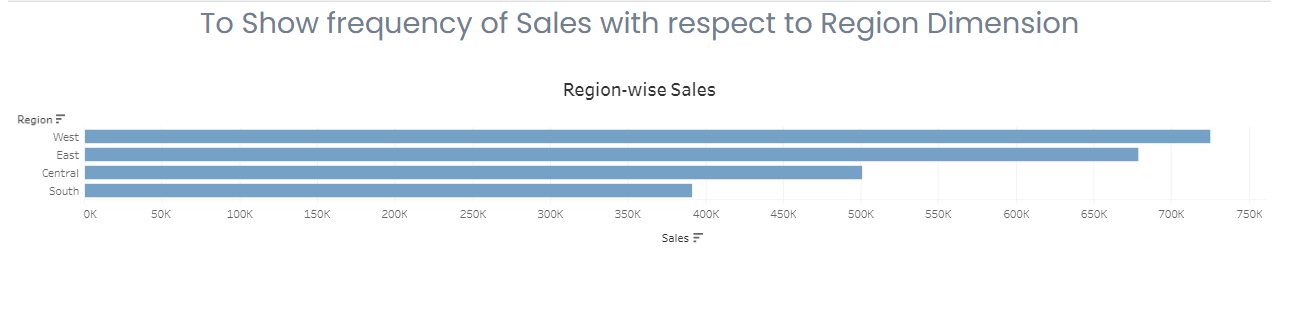 To Show frequency of Sales with respect to Region Dimension
Region-wise Sales
Region
West
East
Central
South
0K 50K 100K 150K 200K 250K 300K 350K 400K 450K 500K 550K 600K 650K 700K 750K
Sales